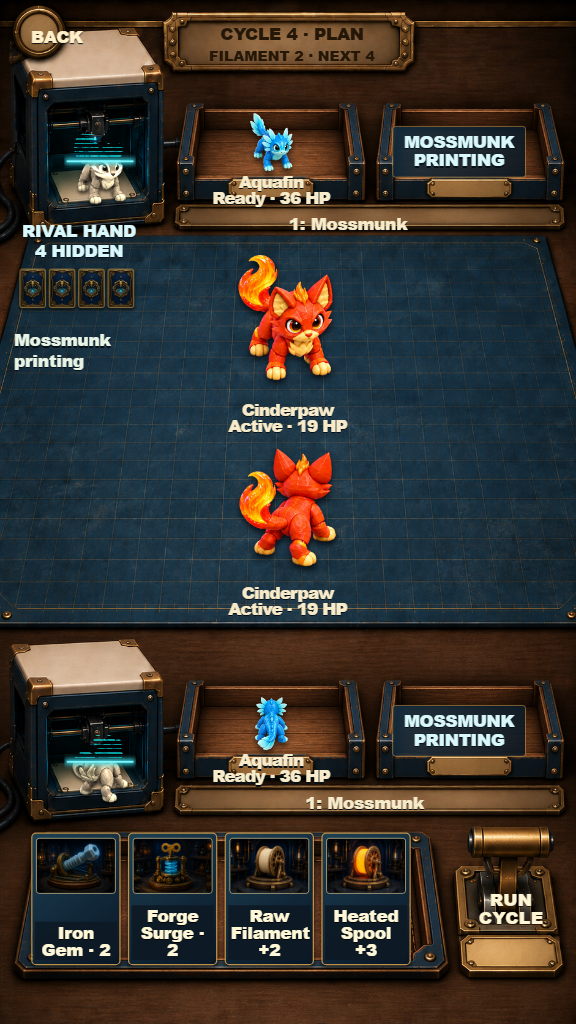 BACK
CYCLE 4 · PLAN
FILAMENT 2 · NEXT 4
MOSSMUNK
PRINTING
Aquafin
Ready · 36 HP
1: Mossmunk
RIVAL HAND
4 HIDDEN
Mossmunk
printing
Cinderpaw
Active · 19 HP
Cinderpaw
Active · 19 HP
MOSSMUNK
PRINTING
Aquafin
Ready · 36 HP
1: Mossmunk
Iron
Gem · 2
Forge
Surge ·
2
Raw
Filament
+2
Heated
Spool
+3
RUN
CYCLE